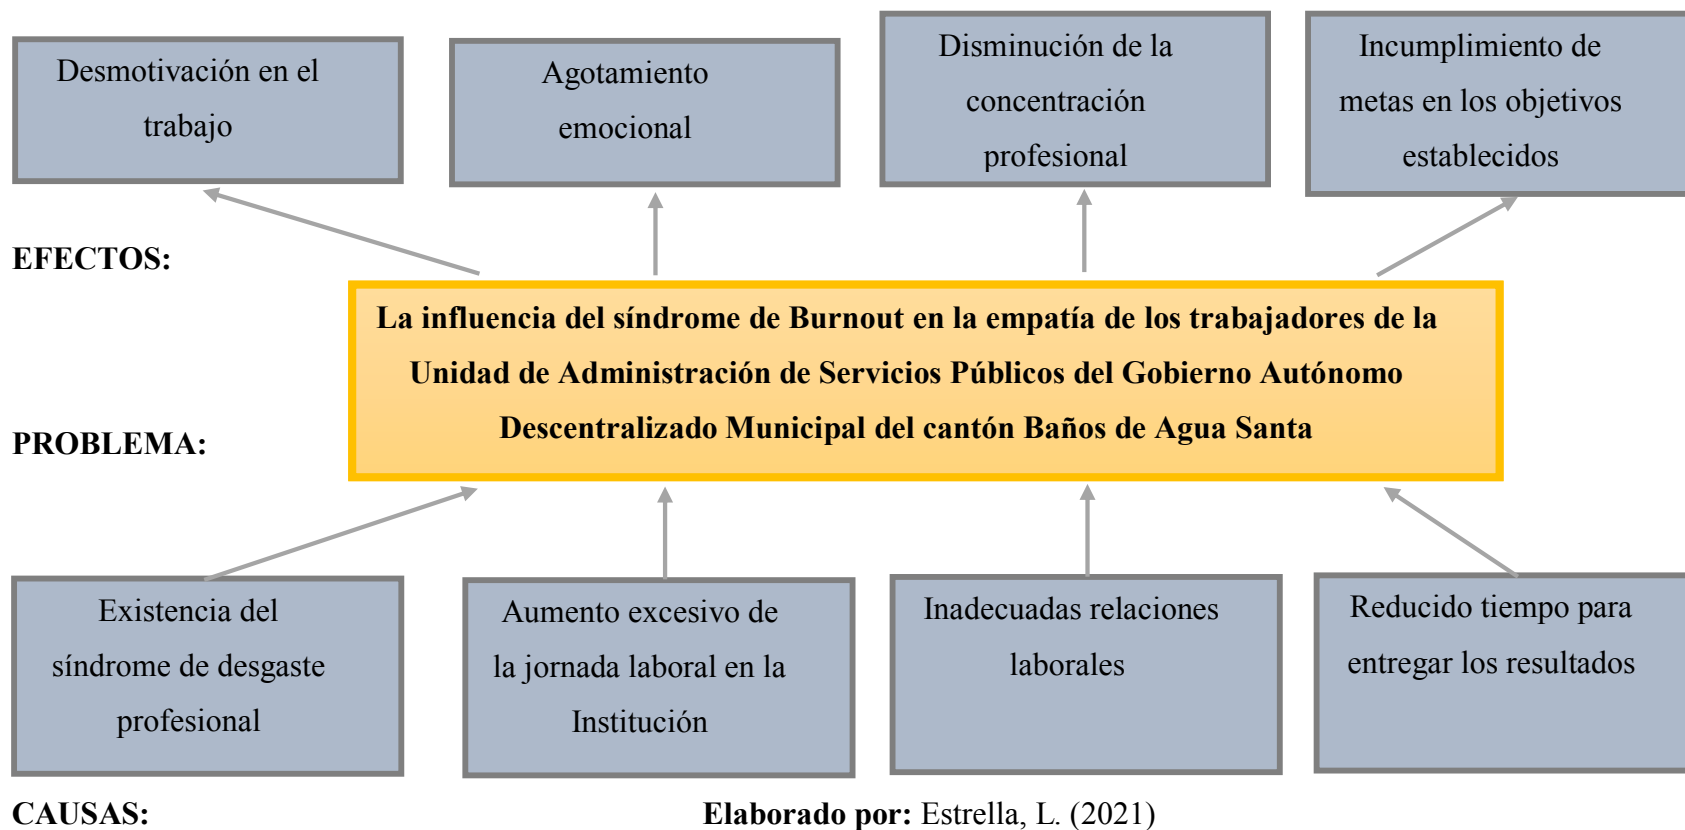 Desmotivación en el
trabajo
Agotamiento
emocional
Disminución de la
concentración
profesional
Incumplimiento de
metas en los objetivos
establecidos
EFECTOS:
La influencia del síndrome de Burnout en la empatía de los trabajadores de la
Unidad de Administración de Servicios Públicos del Gobierno Autónomo
Descentralizado Municipal del cantón Baños de Agua Santa
PROBLEMA:
Existencia del
síndrome de desgaste
profesional
Aumento excesivo de
la jornada laboral en la
Institución
Inadecuadas relaciones
laborales
Reducido tiempo para
entregar los resultados
CAUSAS:
Elaborado por: Estrella, L. (2021)